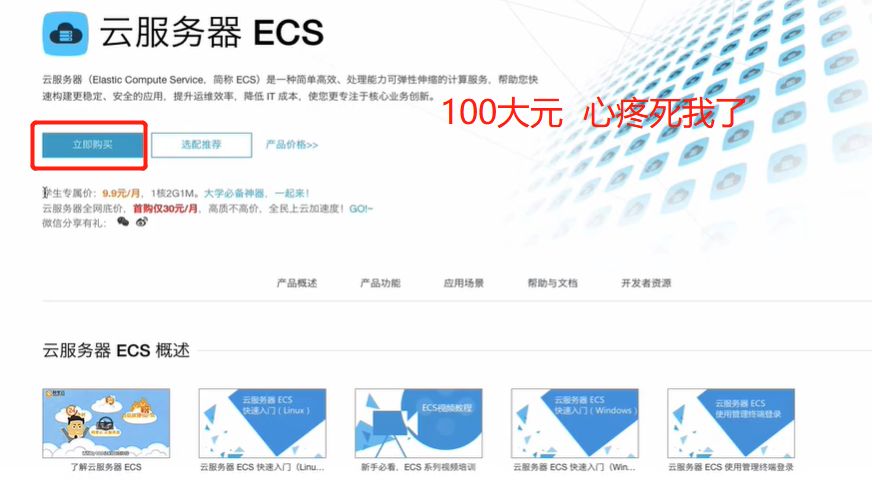 云服务器 ECS
云服务器（Elastic Compute Service，简称 ECS）是一种简单高效、处理能力可弹性伸缩的计算服务，帮助您快
速构建更稳定、安全的应用，提升运维效率，降低 IT 成本，使您更专注于核心业务创新。
100大元 心疼死我了
立即购买 选配推荐 产品价格>>
学生专属价：9.9元/月，1核2G1M。大学必备神器，一起来！
云服务器全网底价，首购仅30元/月，高质不高价，全民上云加速度！GO!~
微信分享有礼：
产品概述 产品功能 应用场景 帮助与文档 开发者资源
云服务器 ECS 概述
云服务器 ECS
快速入门（Linux）
ECS视频教程
云服务器 ECS
快速入门（Windows）
云服务器 ECS
使用管理终端登录
了解云服务器 ECS
云服务器 ECS 快速入门（Linu...
新手必看，ECS 系列视频培训
云服务器 ECS 快速入门（Win...
云服务器 ECS 使用管理终端登录